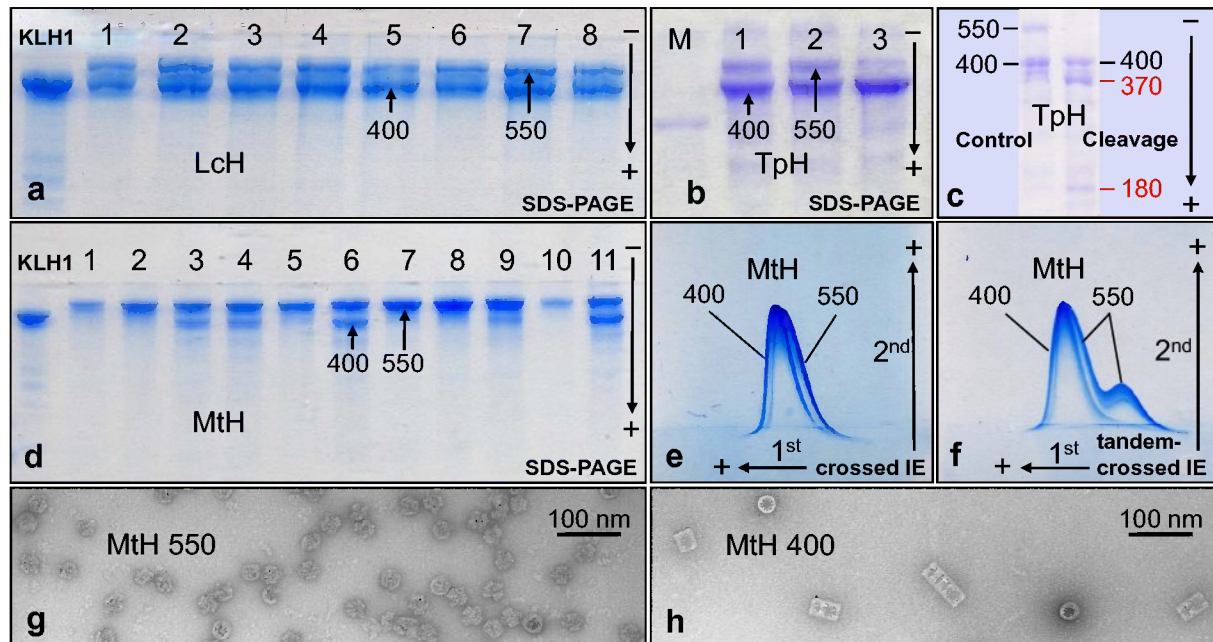 KLH1 1 2 3 4 5 6 7 8 −
400 550
LcH
+
a SDS-PAGE
M 1 2 3 −
400 550
TpH +
b SDS-PAGE
550 −
400 400
370
TpH
Control Cleavage
180
c +
KLH1 1 2 3 4 5 6 7 8 9 10 11 −
400 550
MtH
+
d SDS-PAGE
MtH +
400 550
2nd
1st
e + crossed IE
MtH +
400 550
2nd
1st tandem-
f + crossed IE
100 nm
MtH 550
g
100 nm
MtH 400
h